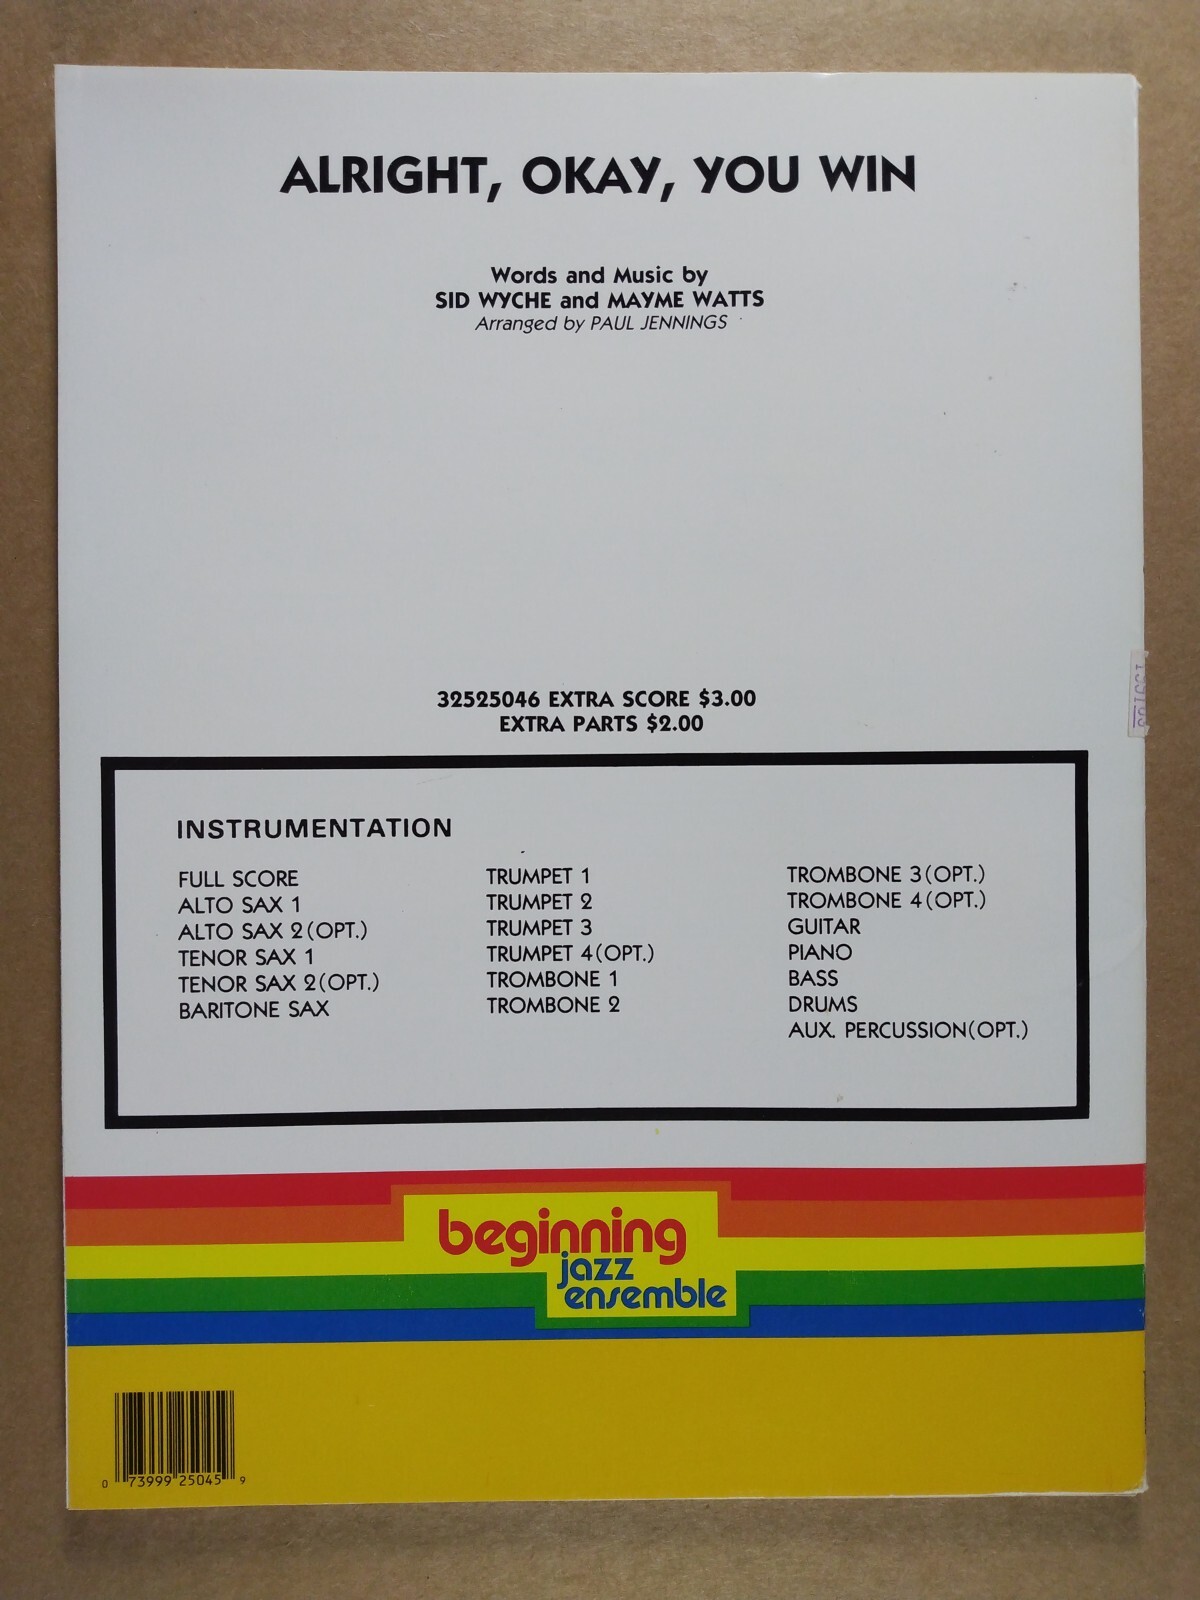 ALRIGHT, OKAY, YOU WIN
Words and Music by
SID WYCHE and MAYME WATTS
Arranged by PAUL JENNINGS
32525046 EXTRA SCORE $3.00
EXTRA PARTS $2.00
INSTRUMENTATION
FULL SCORE
ALTO SAX 1
ALTO SAX 2(OPT.)
TENOR SAX 1
TENOR SAX 2(OPT.)
BARITONE SAX
TRUMPET 1
TRUMPET 2
TRUMPET 3
TRUMPET 4(OPT.)
TROMBONE 1
TROMBONE 2
TROMBONE 3(OPT.)
TROMBONE 4(OPT.)
GUITAR
PIANO
BASS
DRUMS
AUX. PERCUSSION(OPT.)
beginning
jazz
ensemble
0 73999 25045 9